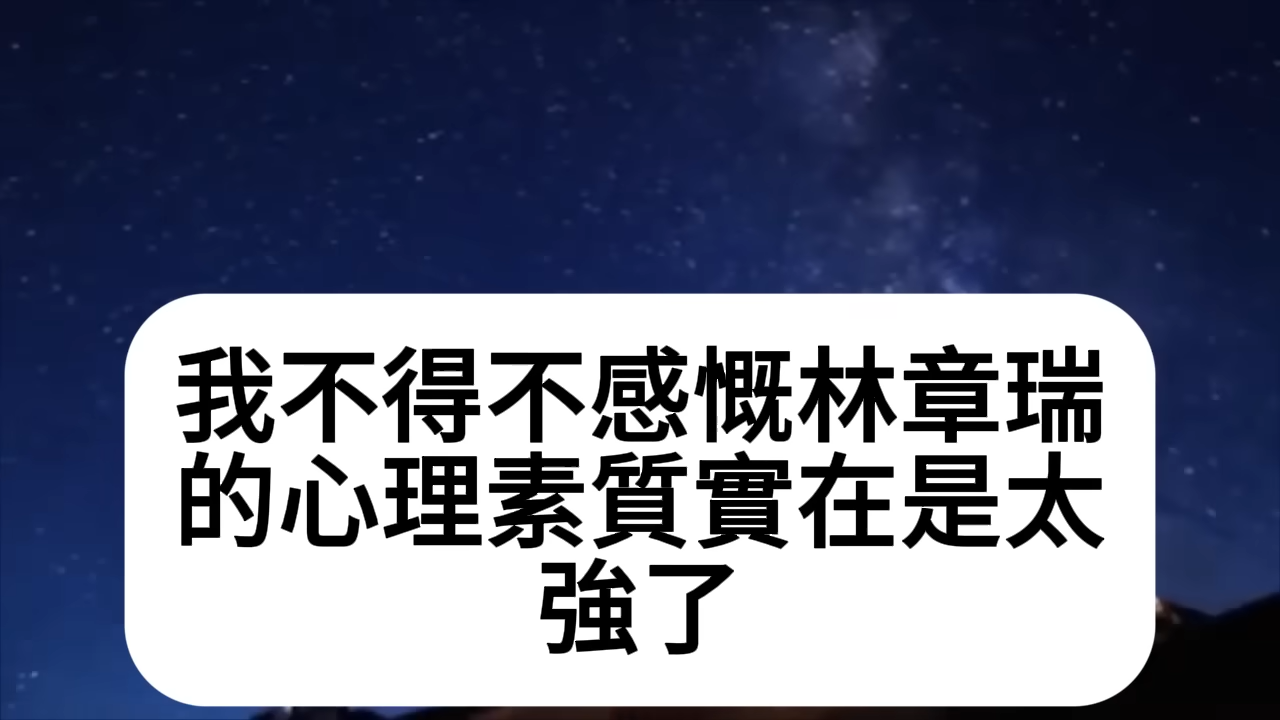 我不得不感慨林章瑞
的心理素質實在是太
強了